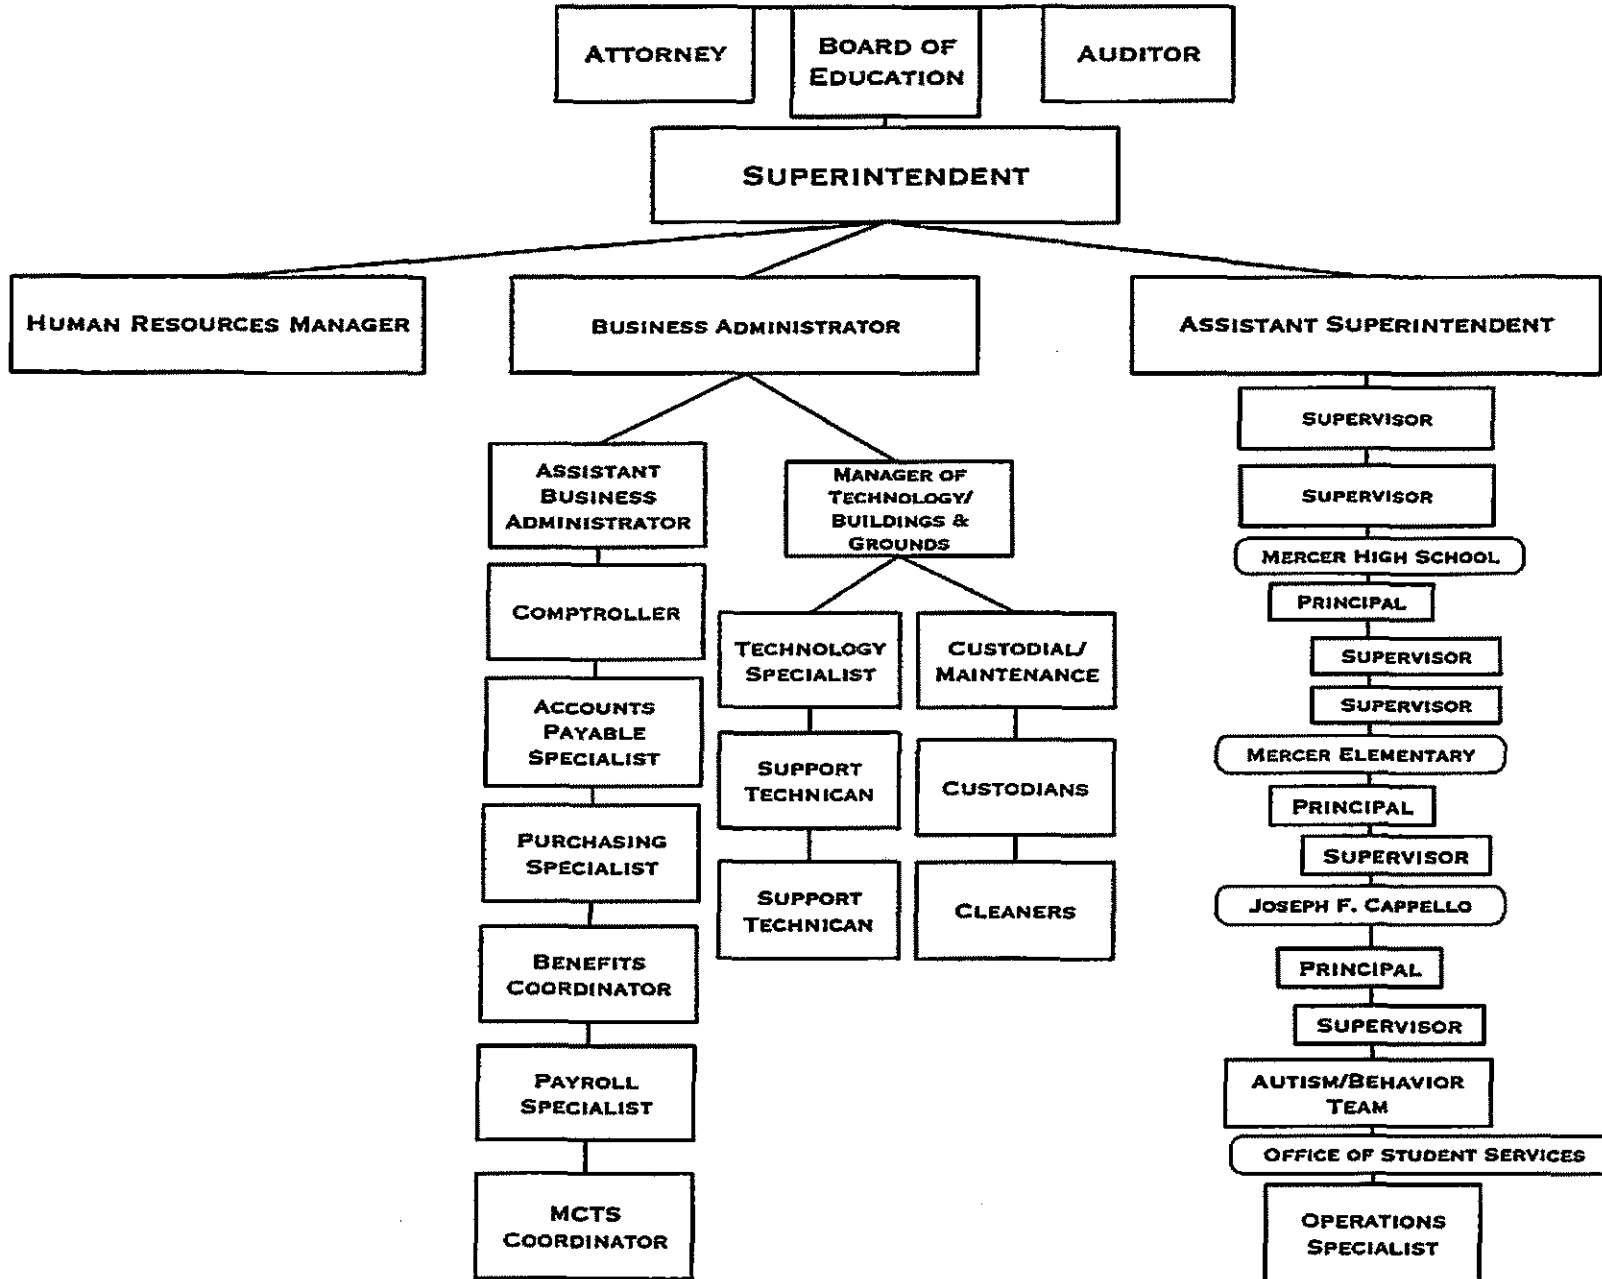 ATTORNEY
BOARD OF
EDUCATION
AUDITOR
SUPERINTENDENT
HUMAN RESOURCES MANAGER
BUSINESS ADMINISTRATOR
ASSISTANT SUPERINTENDENT
ASSISTANT
BUSINESS
ADMINISTRATOR
COMPTROLLER
ACCOUNTS
PAYABLE
SPECIALIST
PURCHASING
SPECIALIST
BENEFITS
COORDINATOR
PAYROLL
SPECIALIST
MCTS
COORDINATOR
MANAGER OF
TECHNOLOGY/
BUILDINGS &
GROUNDS
TECHNOLOGY
SPECIALIST
SUPPORT
TECHNICAN
SUPPORT
TECHNICAN
CUSTODIAL/
MAINTENANCE
CUSTODIANS
CLEANERS
SUPERVISOR
SUPERVISOR
MERCER HIGH SCHOOL
PRINCIPAL
SUPERVISOR
SUPERVISOR
MERCER ELEMENTARY
PRINCIPAL
SUPERVISOR
JOSEPH F. CAPPELLO
PRINCIPAL
SUPERVISOR
AUTISM/BEHAVIOR
TEAM
OFFICE OF STUDENT SERVICES
OPERATIONS
SPECIALIST